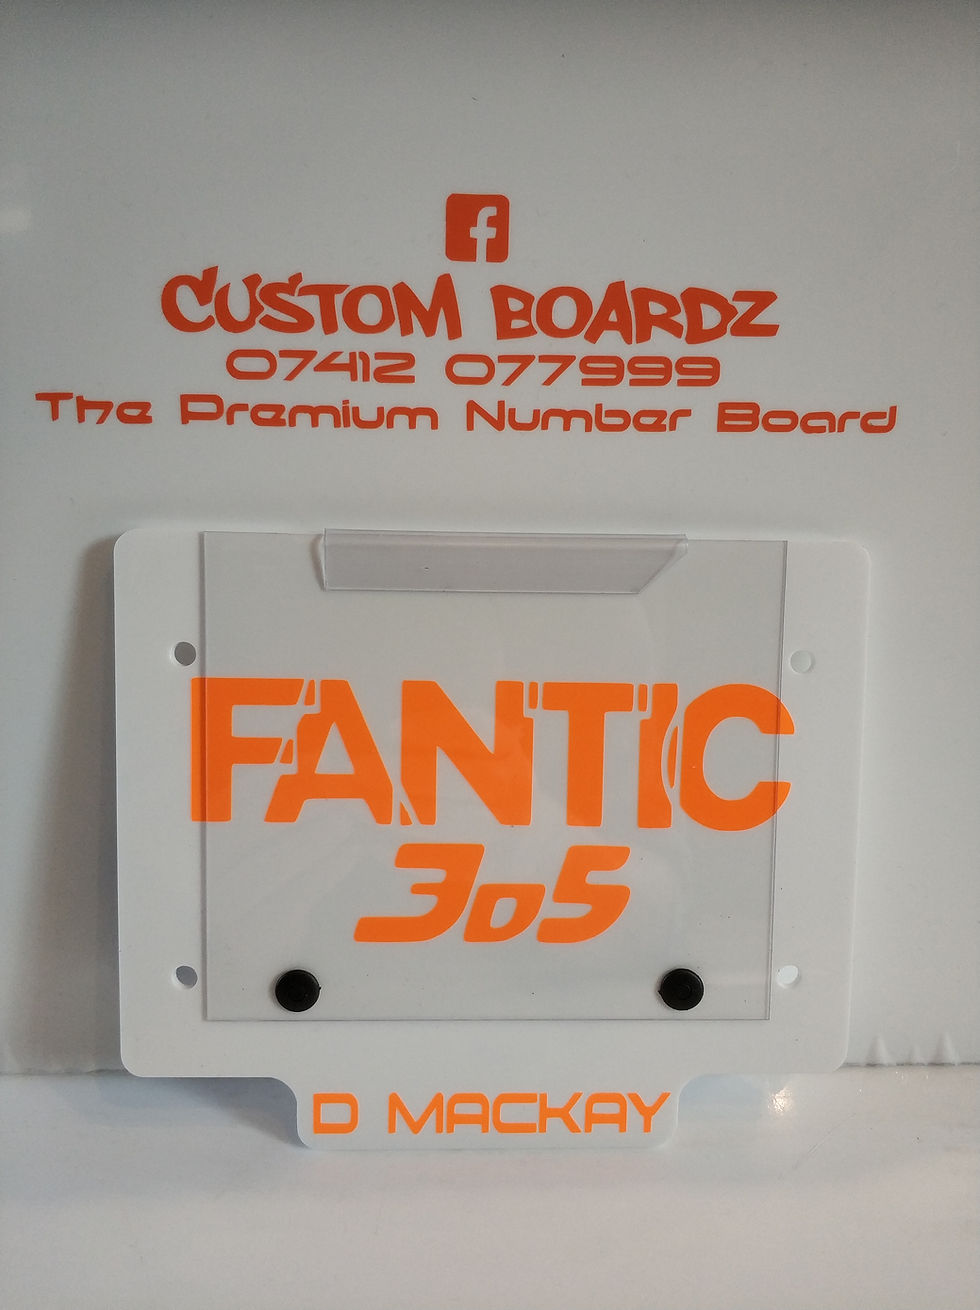 f
CUSTOM BOARDZ
07412 077999
The Premium Number Board
FANTIC
305
D MACKAY